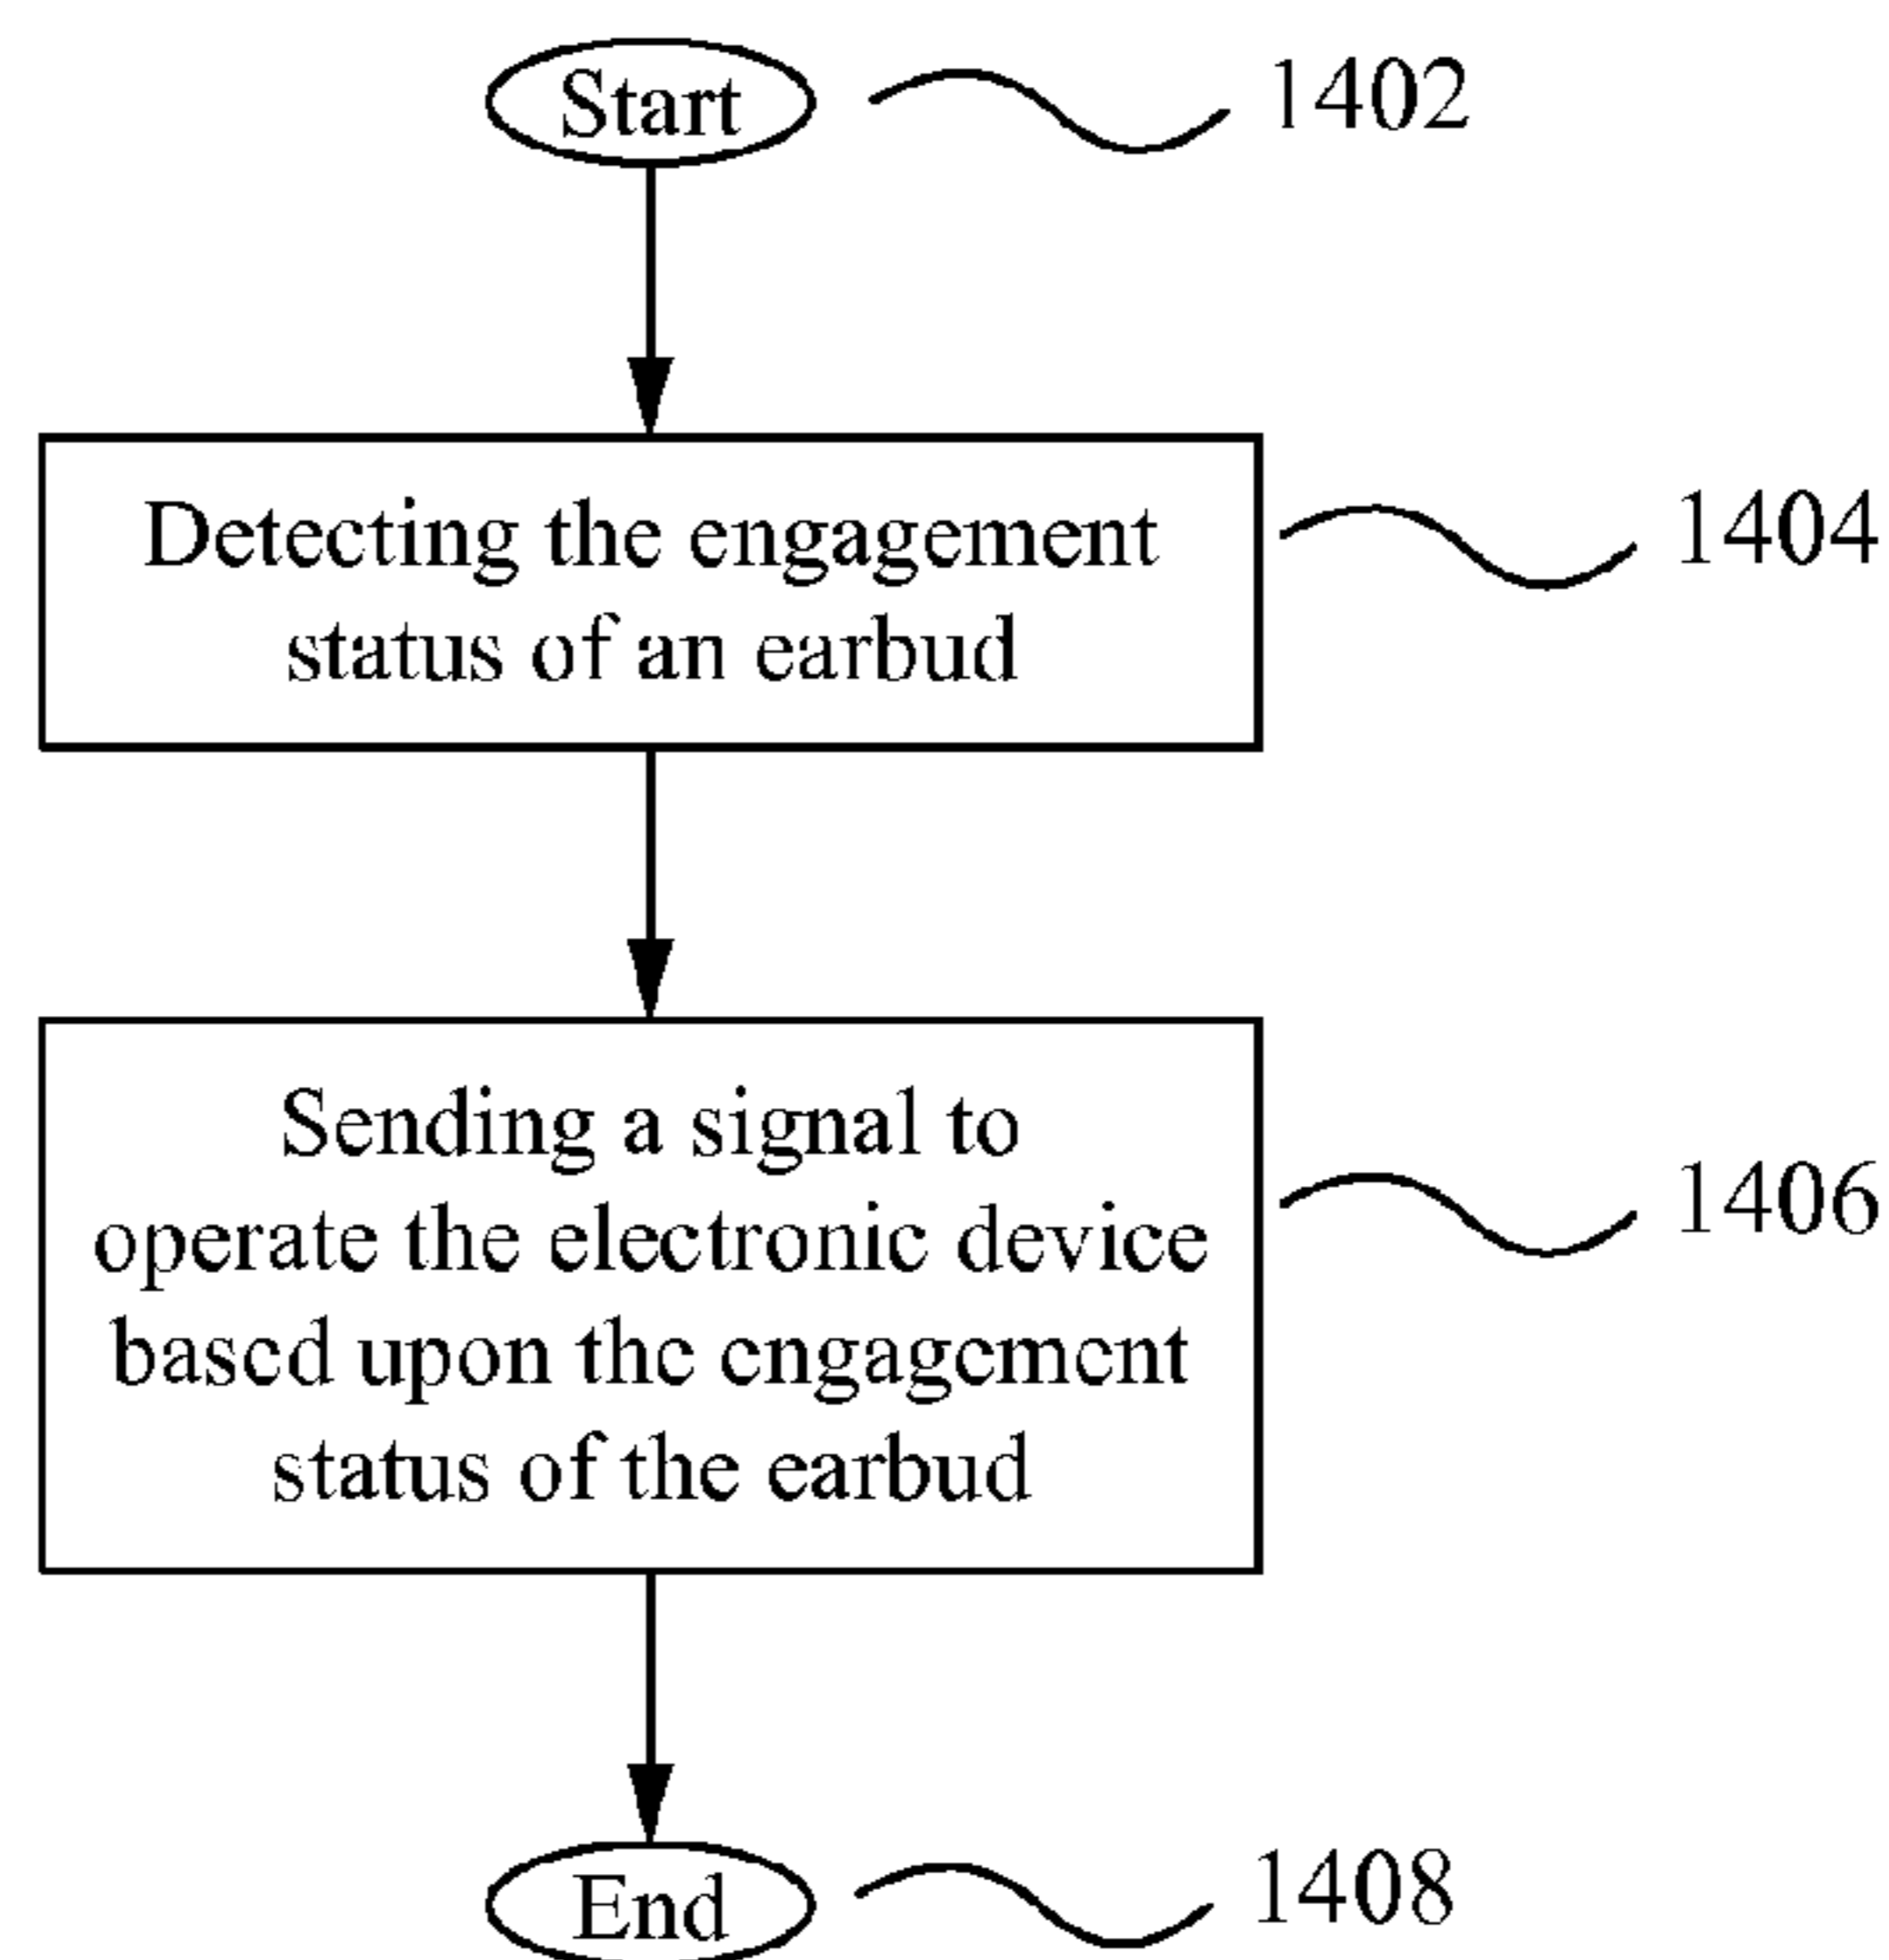 Start
1402
Detecting the engagement
status of an earbud
1404
Sending a signal to
operate the electronic device
based upon the engagement
status of the earbud
1406
End
1408